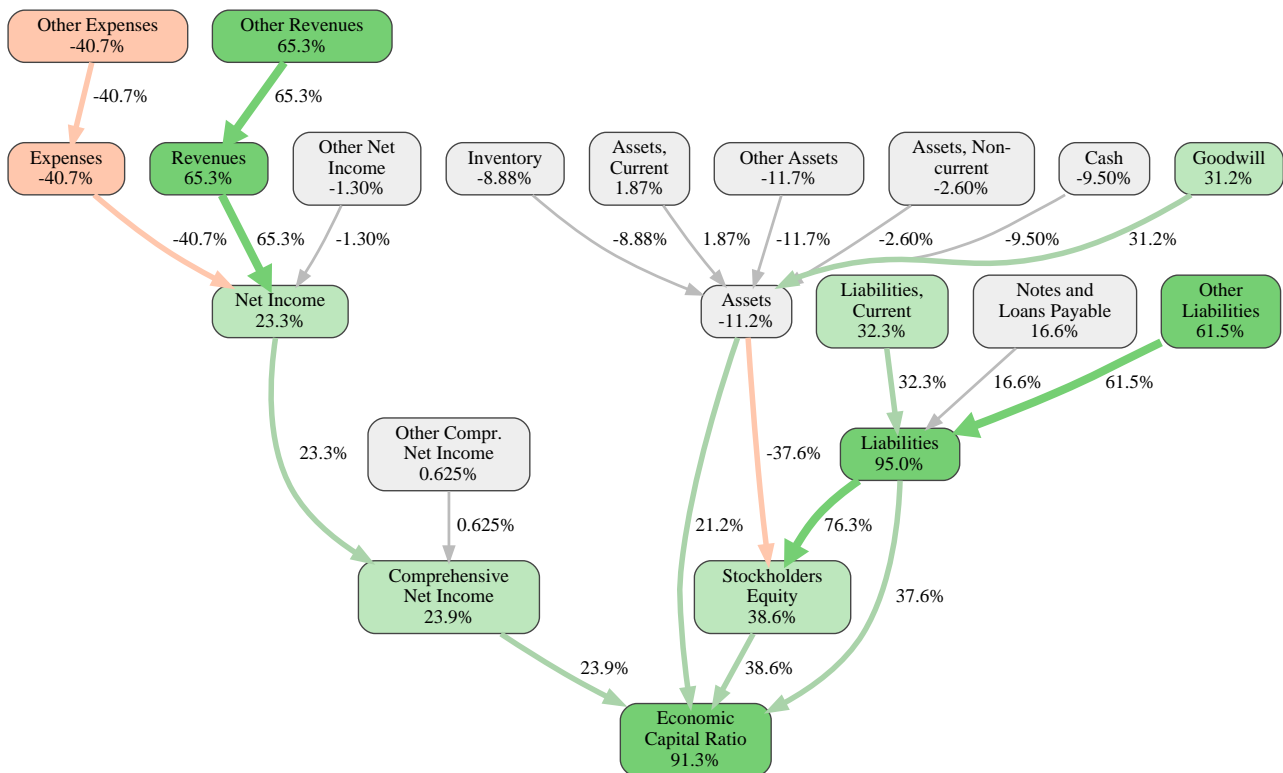 Other Expenses
-40.7%
Other Revenues
65.3%
-40.7%
65.3%
Expenses
-40.7%
Revenues
65.3%
Other Net
Income
-1.30%
Inventory
-8.88%
Assets,
Current
1.87%
Other Assets
-11.7%
Assets, Non-
current
-2.60%
Cash
-9.50%
Goodwill
31.2%
-40.7%
65.3%
-1.30%
-8.88%
1.87%
-11.7%
-2.60%
-9.50%
31.2%
Net Income
23.3%
Assets
-11.2%
Liabilities,
Current
32.3%
Notes and
Loans Payable
16.6%
Other
Liabilities
61.5%
32.3%
16.6%
61.5%
Other Compr.
Net Income
0.625%
Liabilities
95.0%
23.3%
-37.6%
0.625%
21.2%
76.3%
Comprehensive
Net Income
23.9%
Stockholders
Equity
38.6%
37.6%
23.9%
38.6%
Economic
Capital Ratio
91.3%